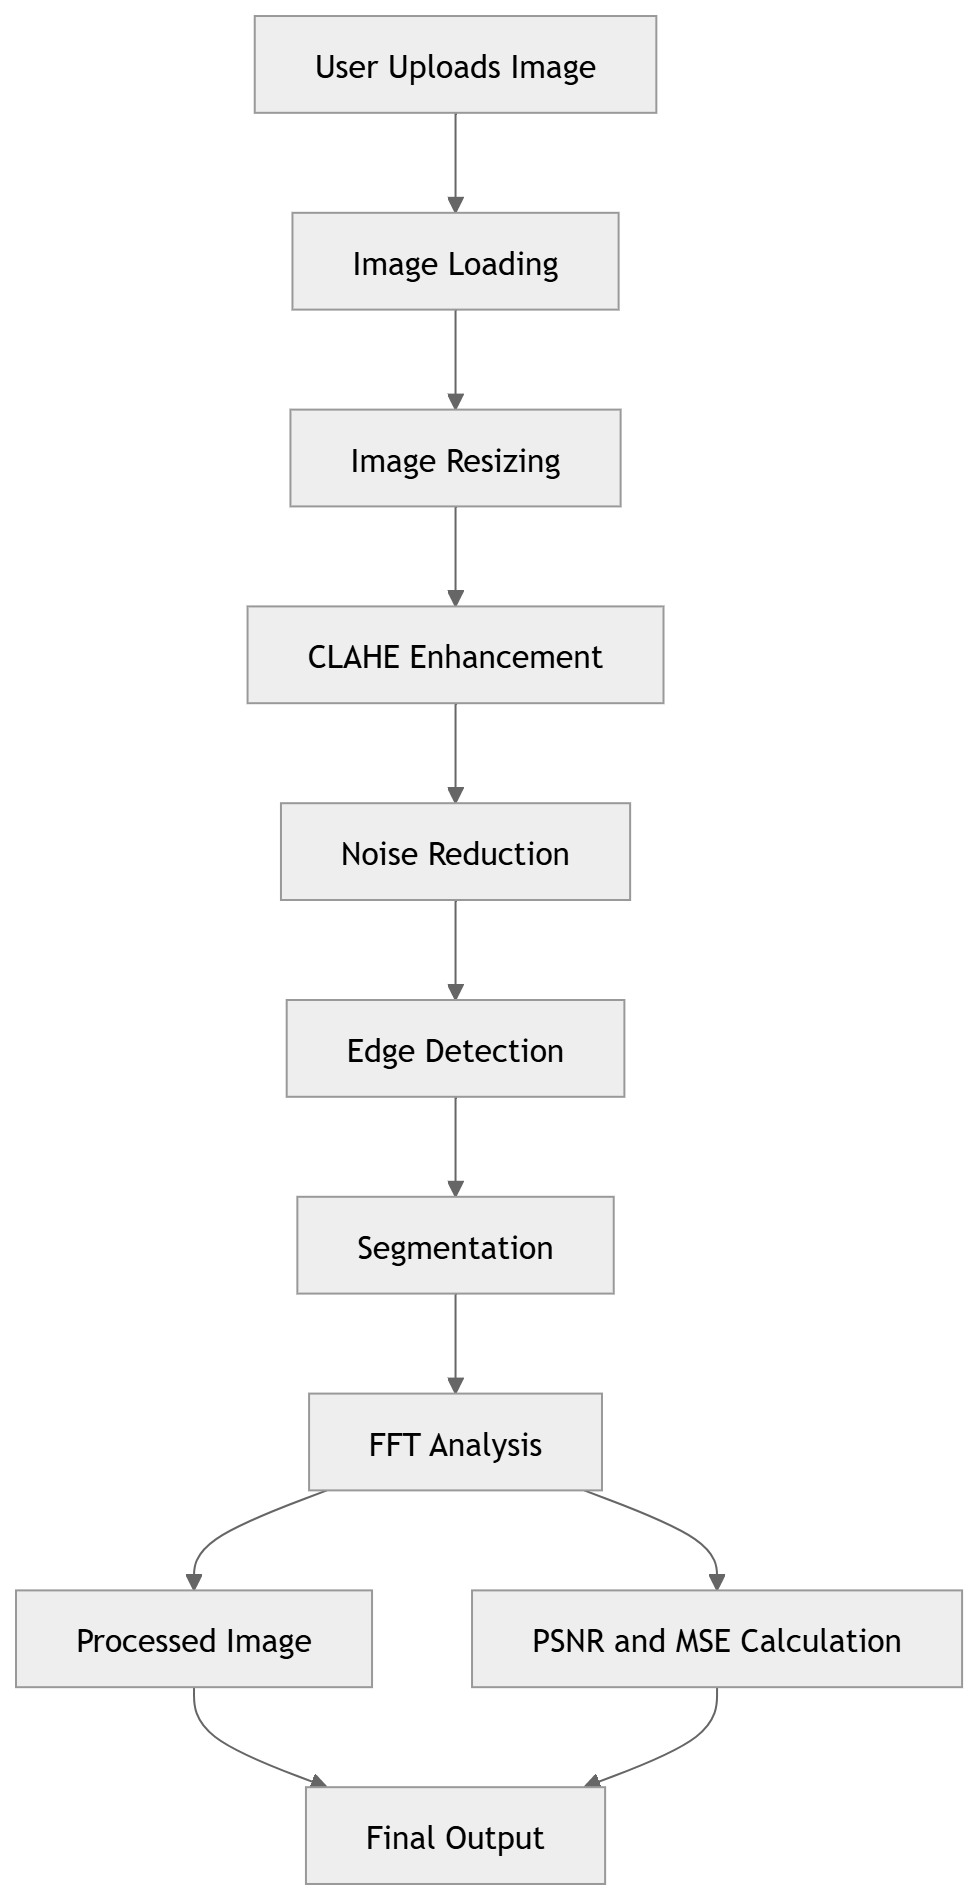 User Uploads Image
Image Loading
Image Resizing
CLAHE Enhancement
Noise Reduction
Edge Detection
Segmentation
FFT Analysis
Processed Image
PSNR and MSE Calculation
Final Output